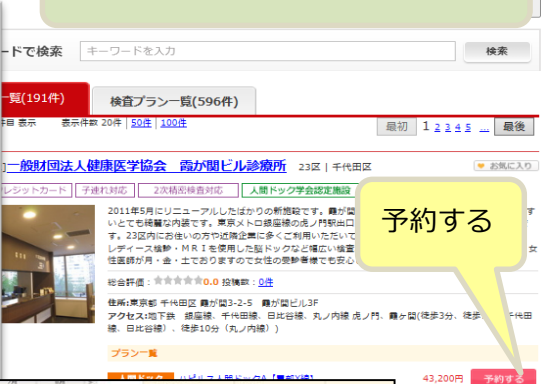 ードで検索 キーワードを入力 検索
一覧(191件) 検査プラン一覧(596件)
件目 表示 表示件数 20件 | 50件 | 100件 最初 1 2 3 4 5 ... 最後
一般財団法人健康医学協会 霞が関ビル診療所 23区 | 千代田区 お気に入り
レジットカード 子連れ対応 2次精密検査対応 人間ドック学会認定施設
予約する
2011年5月にリニューアルしたばかりの新施設です。霞が関
いとても綺麗な内装です。東京メトロ銀座線の虎ノ門駅出口
す。23区内にお住いの方や近隣企業に多くご利用いただいて
レディース検診・ＭＲＩを使用した脳ドックなど幅広い検査 女
性医師が月・金・土でおりますので女性の受診者様でも安心
総合評価：★★★★★0.0 投稿数：0件
住所:東京都 千代田区 霞が関3-2-5 霞が関ビル3F
アクセス:地下鉄 銀座線、千代田線、日比谷線、丸ノ内線 虎ノ門、霞ヶ関(徒歩3分、徒歩 千代田
線、日比谷線）、徒歩10分（丸ノ内線）)
プラン一覧
人間ドック 43,200円 予約する